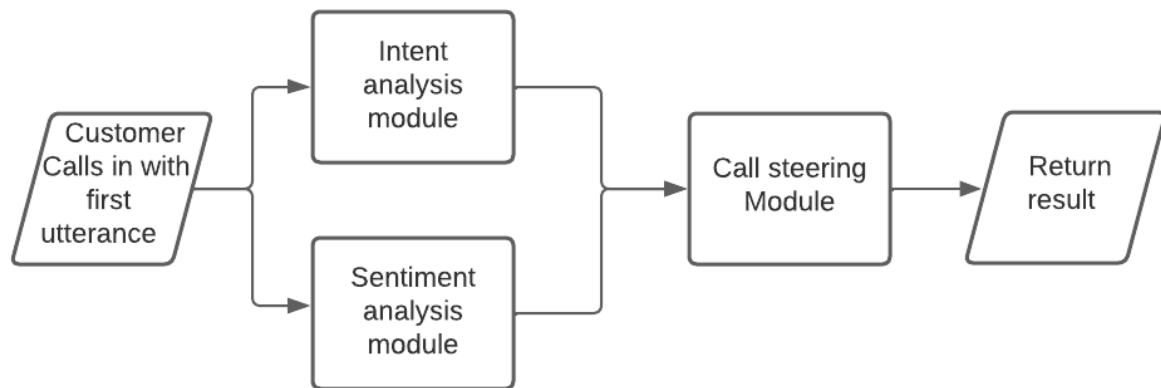 Customer
Calls in with
first
utterance
Intent
analysis
module
Sentiment
analysis
module
Call steering
Module
Return
result